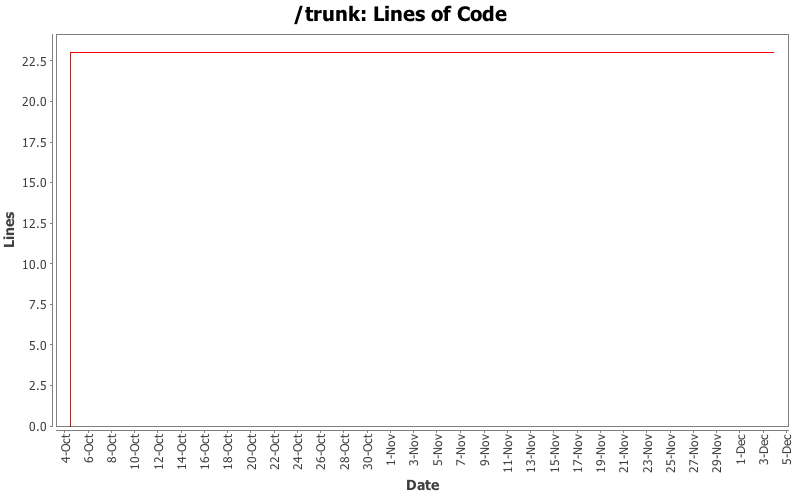 /trunk: Lines of Code
22.5
20.0
17.5
15.0
12.5
10.0
7.5
5.0
2.5
0.0
Lines
4-Oct
6-Oct
8-Oct
10-Oct
12-Oct
14-Oct
16-Oct
18-Oct
20-Oct
22-Oct
24-Oct
26-Oct
28-Oct
30-Oct
1-Nov
3-Nov
5-Nov
7-Nov
9-Nov
11-Nov
13-Nov
15-Nov
17-Nov
19-Nov
21-Nov
23-Nov
25-Nov
27-Nov
29-Nov
1-Dec
3-Dec
5-Dec
Date